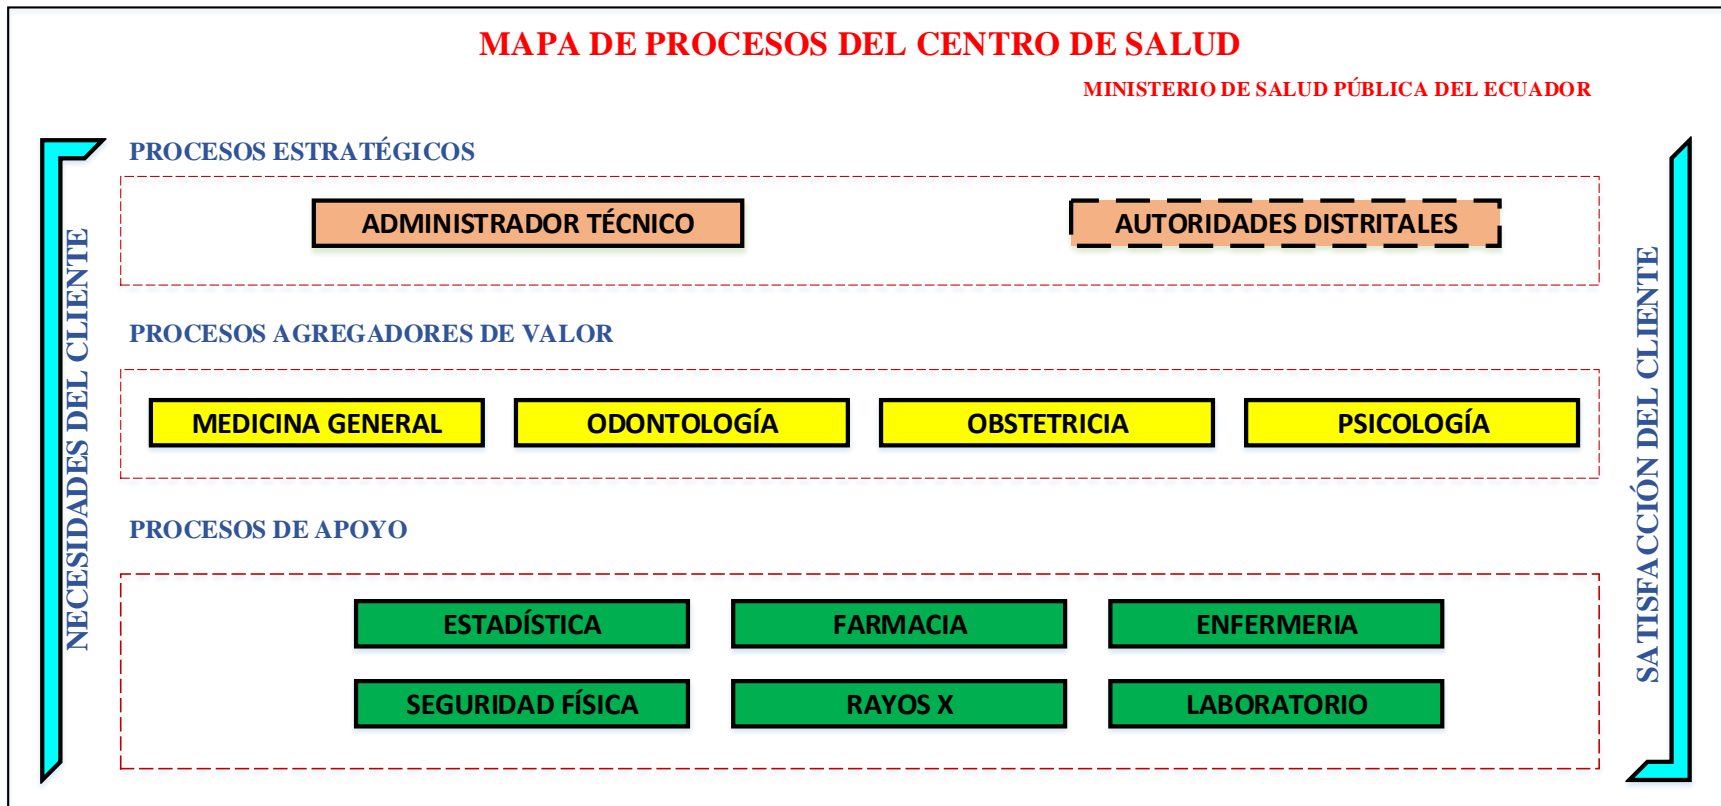 MAPA DE PROCESOS DEL CENTRO DE SALUD
MINISTERIO DE SALUD PÚBLICA DEL ECUADOR
NECESIDADES DEL CLIENTE
PROCESOS ESTRATÉGICOS
ADMINISTRADOR TÉCNICO
AUTORIDADES DISTRITALES
PROCESOS AGREGADORES DE VALOR
MEDICINA GENERAL
ODONTOLOGÍA
OBSTETRICIA
PSICOLOGÍA
PROCESOS DE APOYO
ESTADÍSTICA
FARMACIA
ENFERMERIA
SEGURIDAD FÍSICA
RAYOS X
LABORATORIO
SATISFACCIÓN DEL CLIENTE